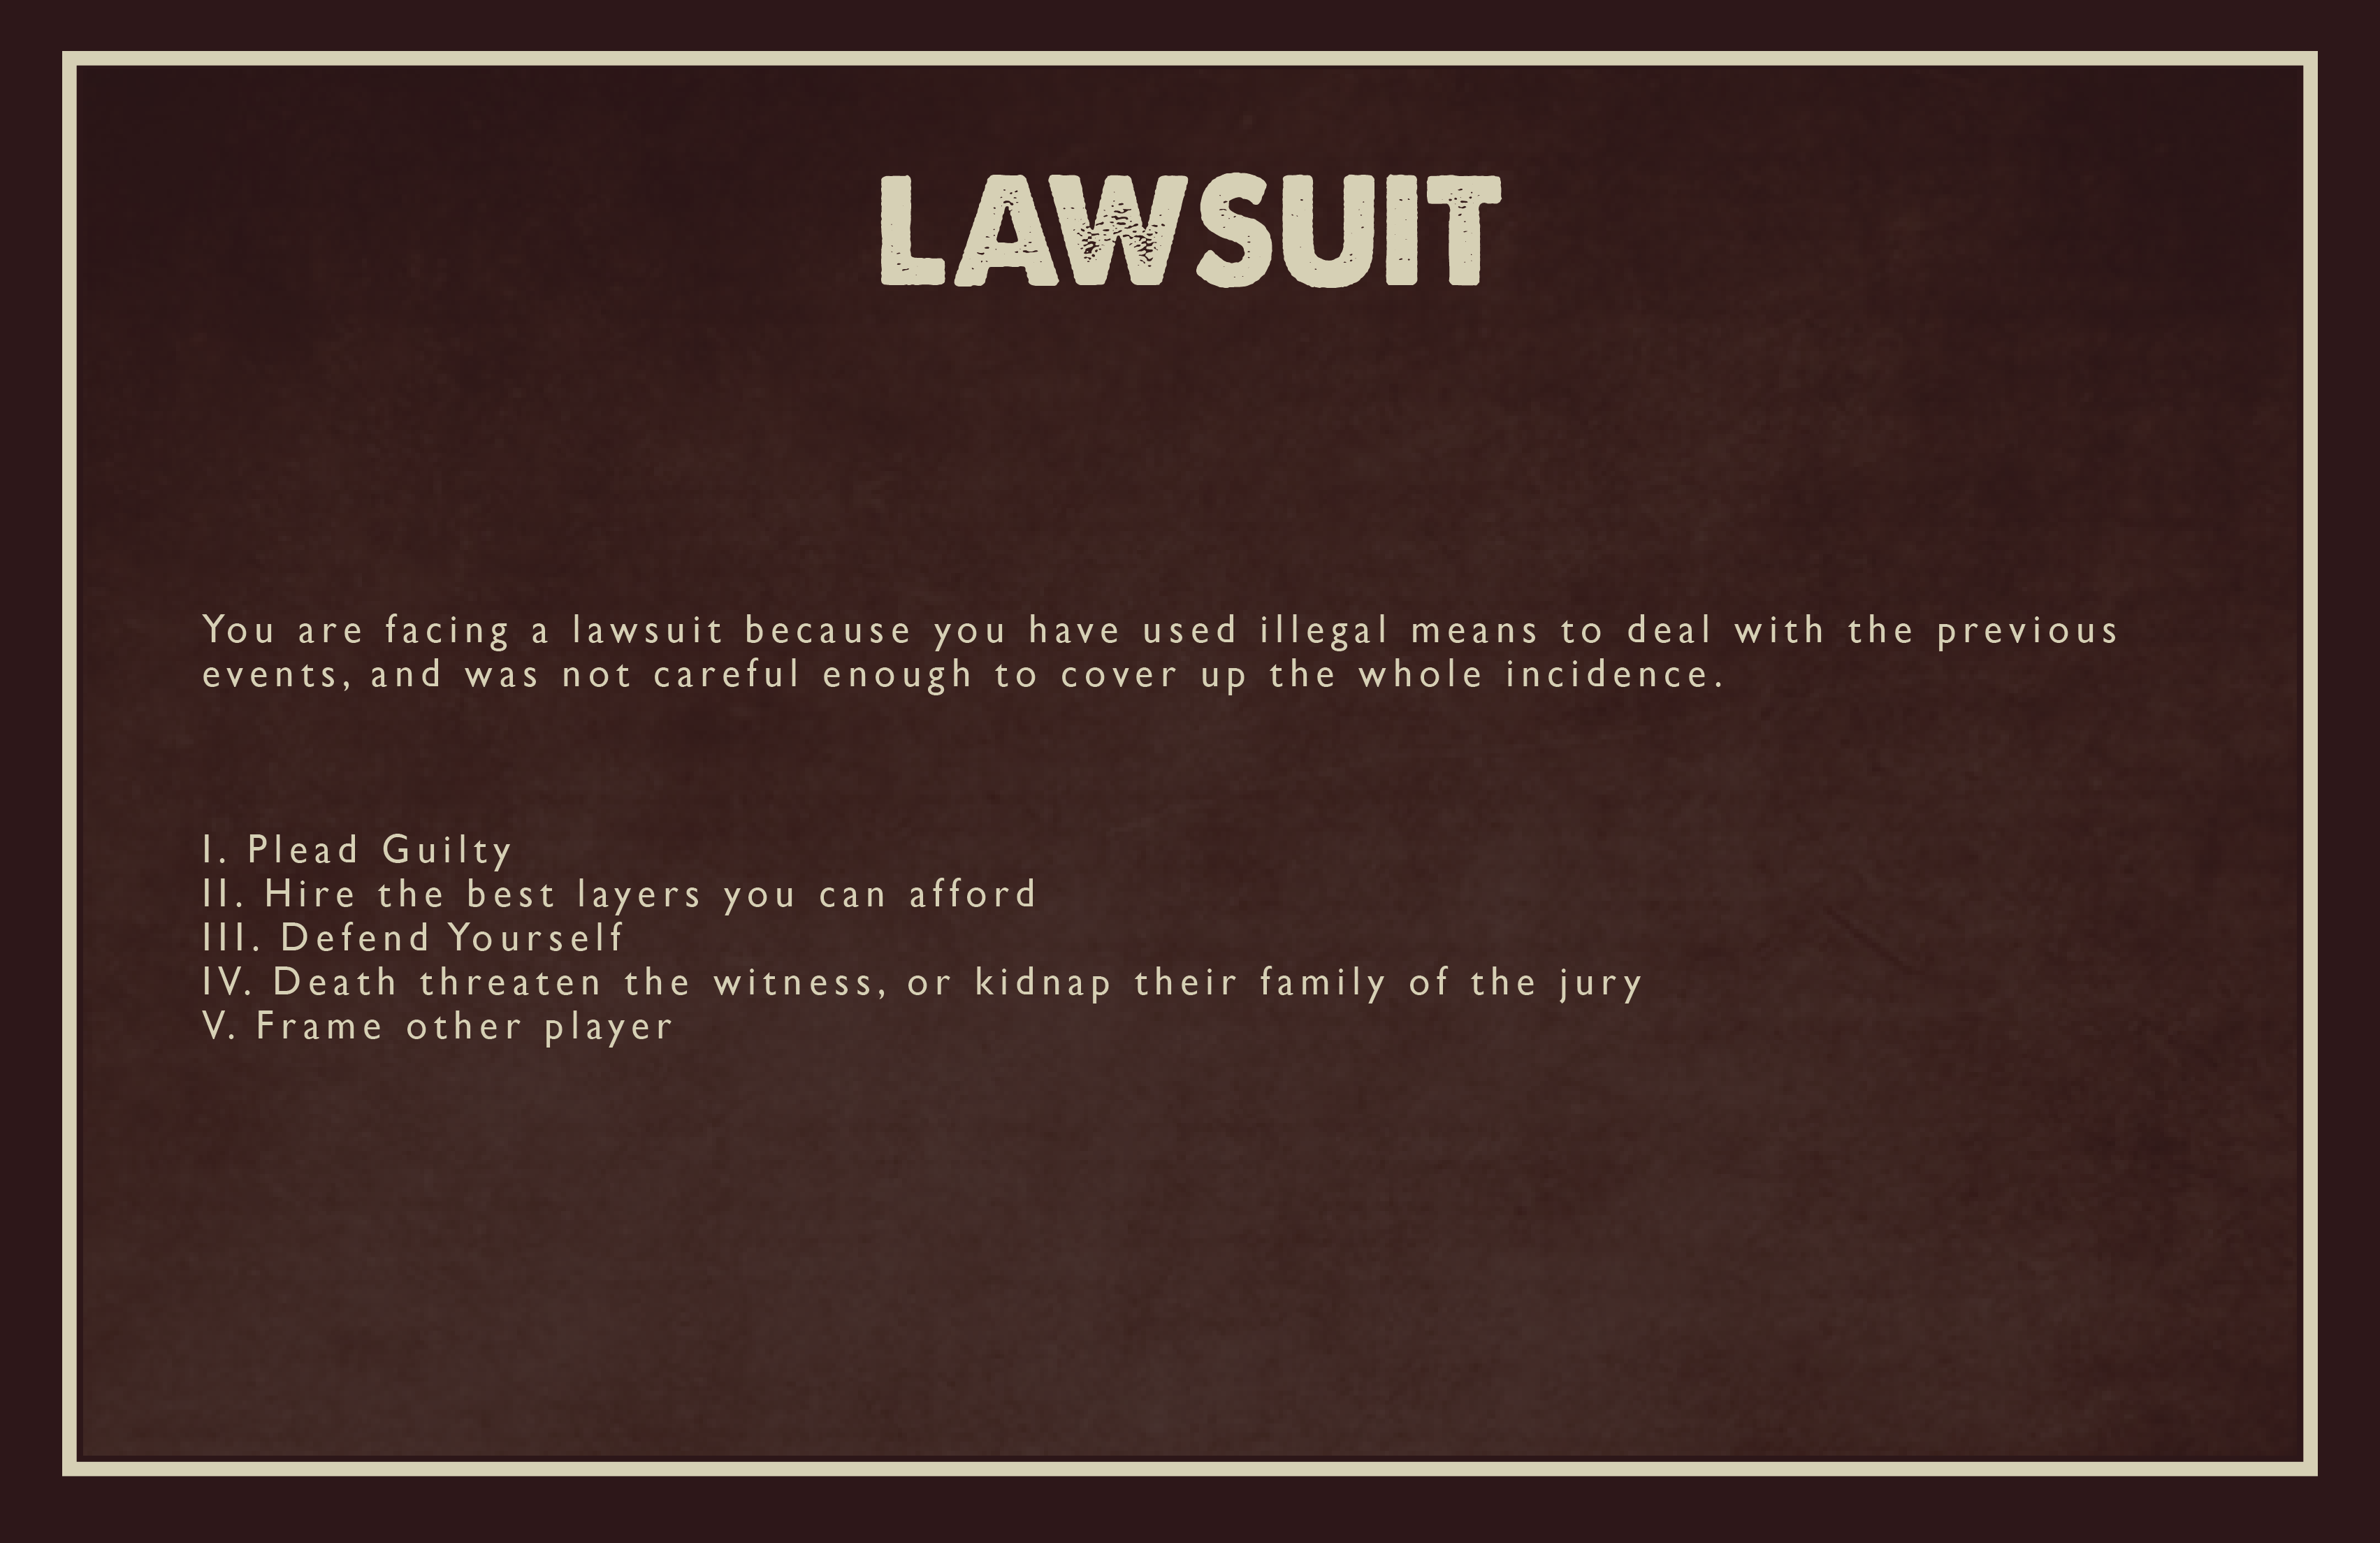 LAWSUIT
You are facing a lawsuit because you have used illegal means to deal with the previous
events, and was not careful enough to cover up the whole incidence.
I. Plead Guilty
II. Hire the best layers you can afford
III. Defend Yourself
IV. Death threaten the witness, or kidnap their family of the jury
V. Frame other player